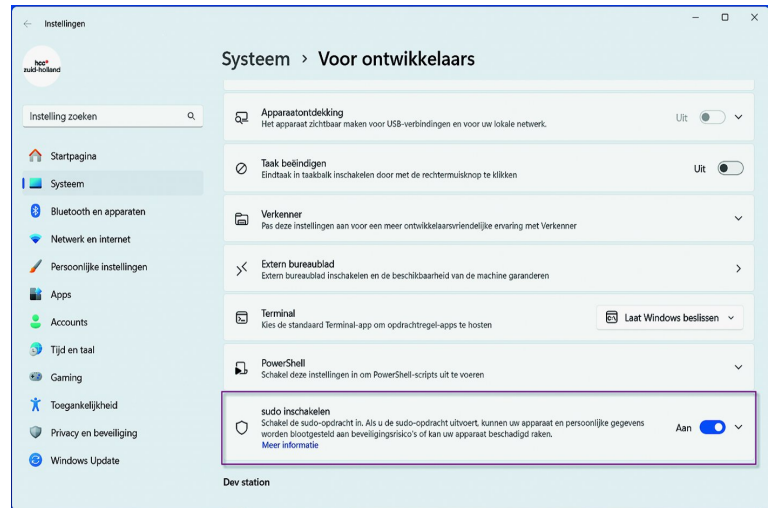 Instellingen
hcc*
zuid-holland
Systeem > Voor ontwikkelaars
Instelling zoeken
Startpagina
Systeem
Bluetooth en apparaten
Netwerk en internet
Persoonlijke instellingen
Apps
Accounts
Tijd en taal
Gaming
Toegankelijkheid
Privacy en beveiliging
Windows Update
Apparaatontdekking
Het apparaat zichtbaar maken voor USB-verbindingen en voor uw lokale netwerk.
Uit
Taak beëindigen
Eindtaak in taakbalk inschakelen door met de rechtermuisknop te klikken
Uit
Verkenner
Pas deze instellingen aan voor een meer ontwikkelaarsvriendelijke ervaring met Verkenner
Extern bureaublad
Extern bureaublad inschakelen en de beschikbaarheid van de machine garanderen
Terminal
Kies de standaard Terminal-app om opdrachtregel-apps te hosten
Laat Windows beslissen
PowerShell
Schakel deze instellingen in om PowerShell-scripts uit te voeren
sudo inschakelen
Schakel de sudo-opdracht in. Als u de sudo-opdracht uitvoert, kunnen uw apparaat en persoonlijke gegevens
worden blootgesteld aan beveiligingsrisico's of kan uw apparaat beschadigd raken.
Meer informatie
Aan
Dev station